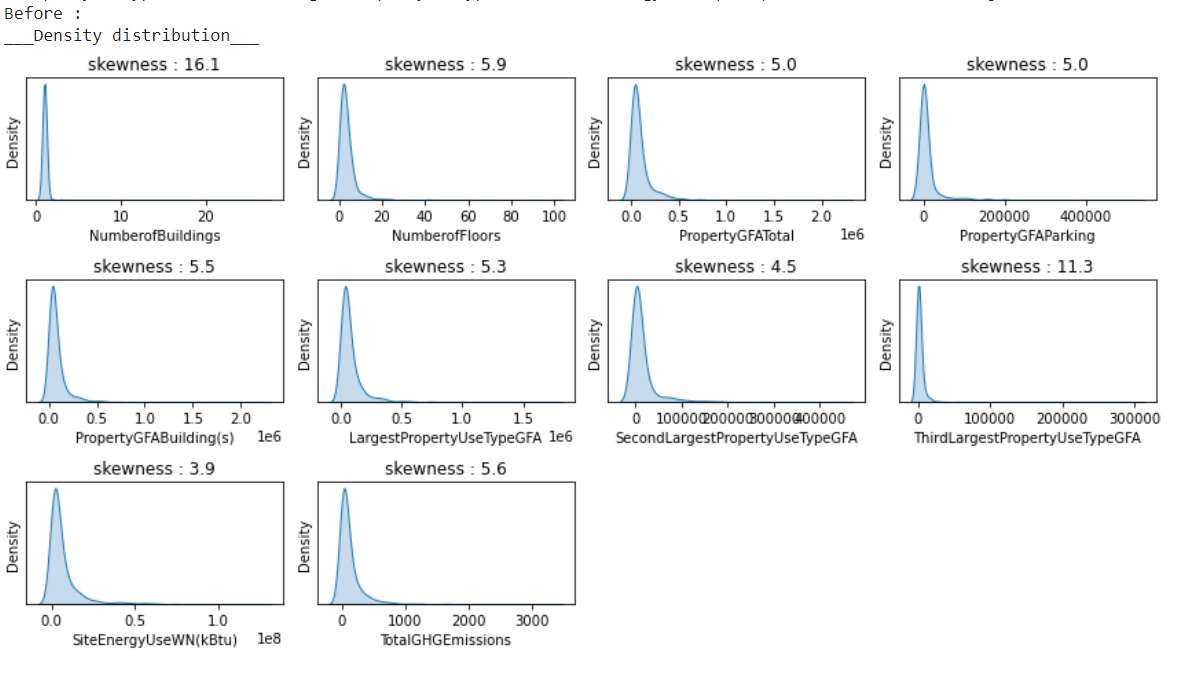 Before :
___Density distribution___
skewness : 16.1
skewness : 5.9
skewness : 5.0
skewness : 5.0
Density
Density
Density
Density
0 10 20
0 20 40 60 80 100
0.0 0.5 1.0 1.5 2.0
0 200000 400000
NumberofBuildings
NumberofFloors
PropertyGFATotal 1e6
PropertyGFAParking
skewness : 5.5
skewness : 5.3
skewness : 4.5
skewness : 11.3
Density
Density
Density
Density
0.0 0.5 1.0 1.5 2.0
0.0 0.5 1.0 1.5
0 100000 200000 300000 400000
0 100000 200000 300000
PropertyGFABuilding(s) 1e6
LargestPropertyUseTypeGFA 1e6
SecondLargestPropertyUseTypeGFA
ThirdLargestPropertyUseTypeGFA
skewness : 3.9
skewness : 5.6
Density
Density
0.0 0.5 1.0
0 1000 2000 3000
SiteEnergyUseWN(kBtu) 1e8
TotalGHGEmissions